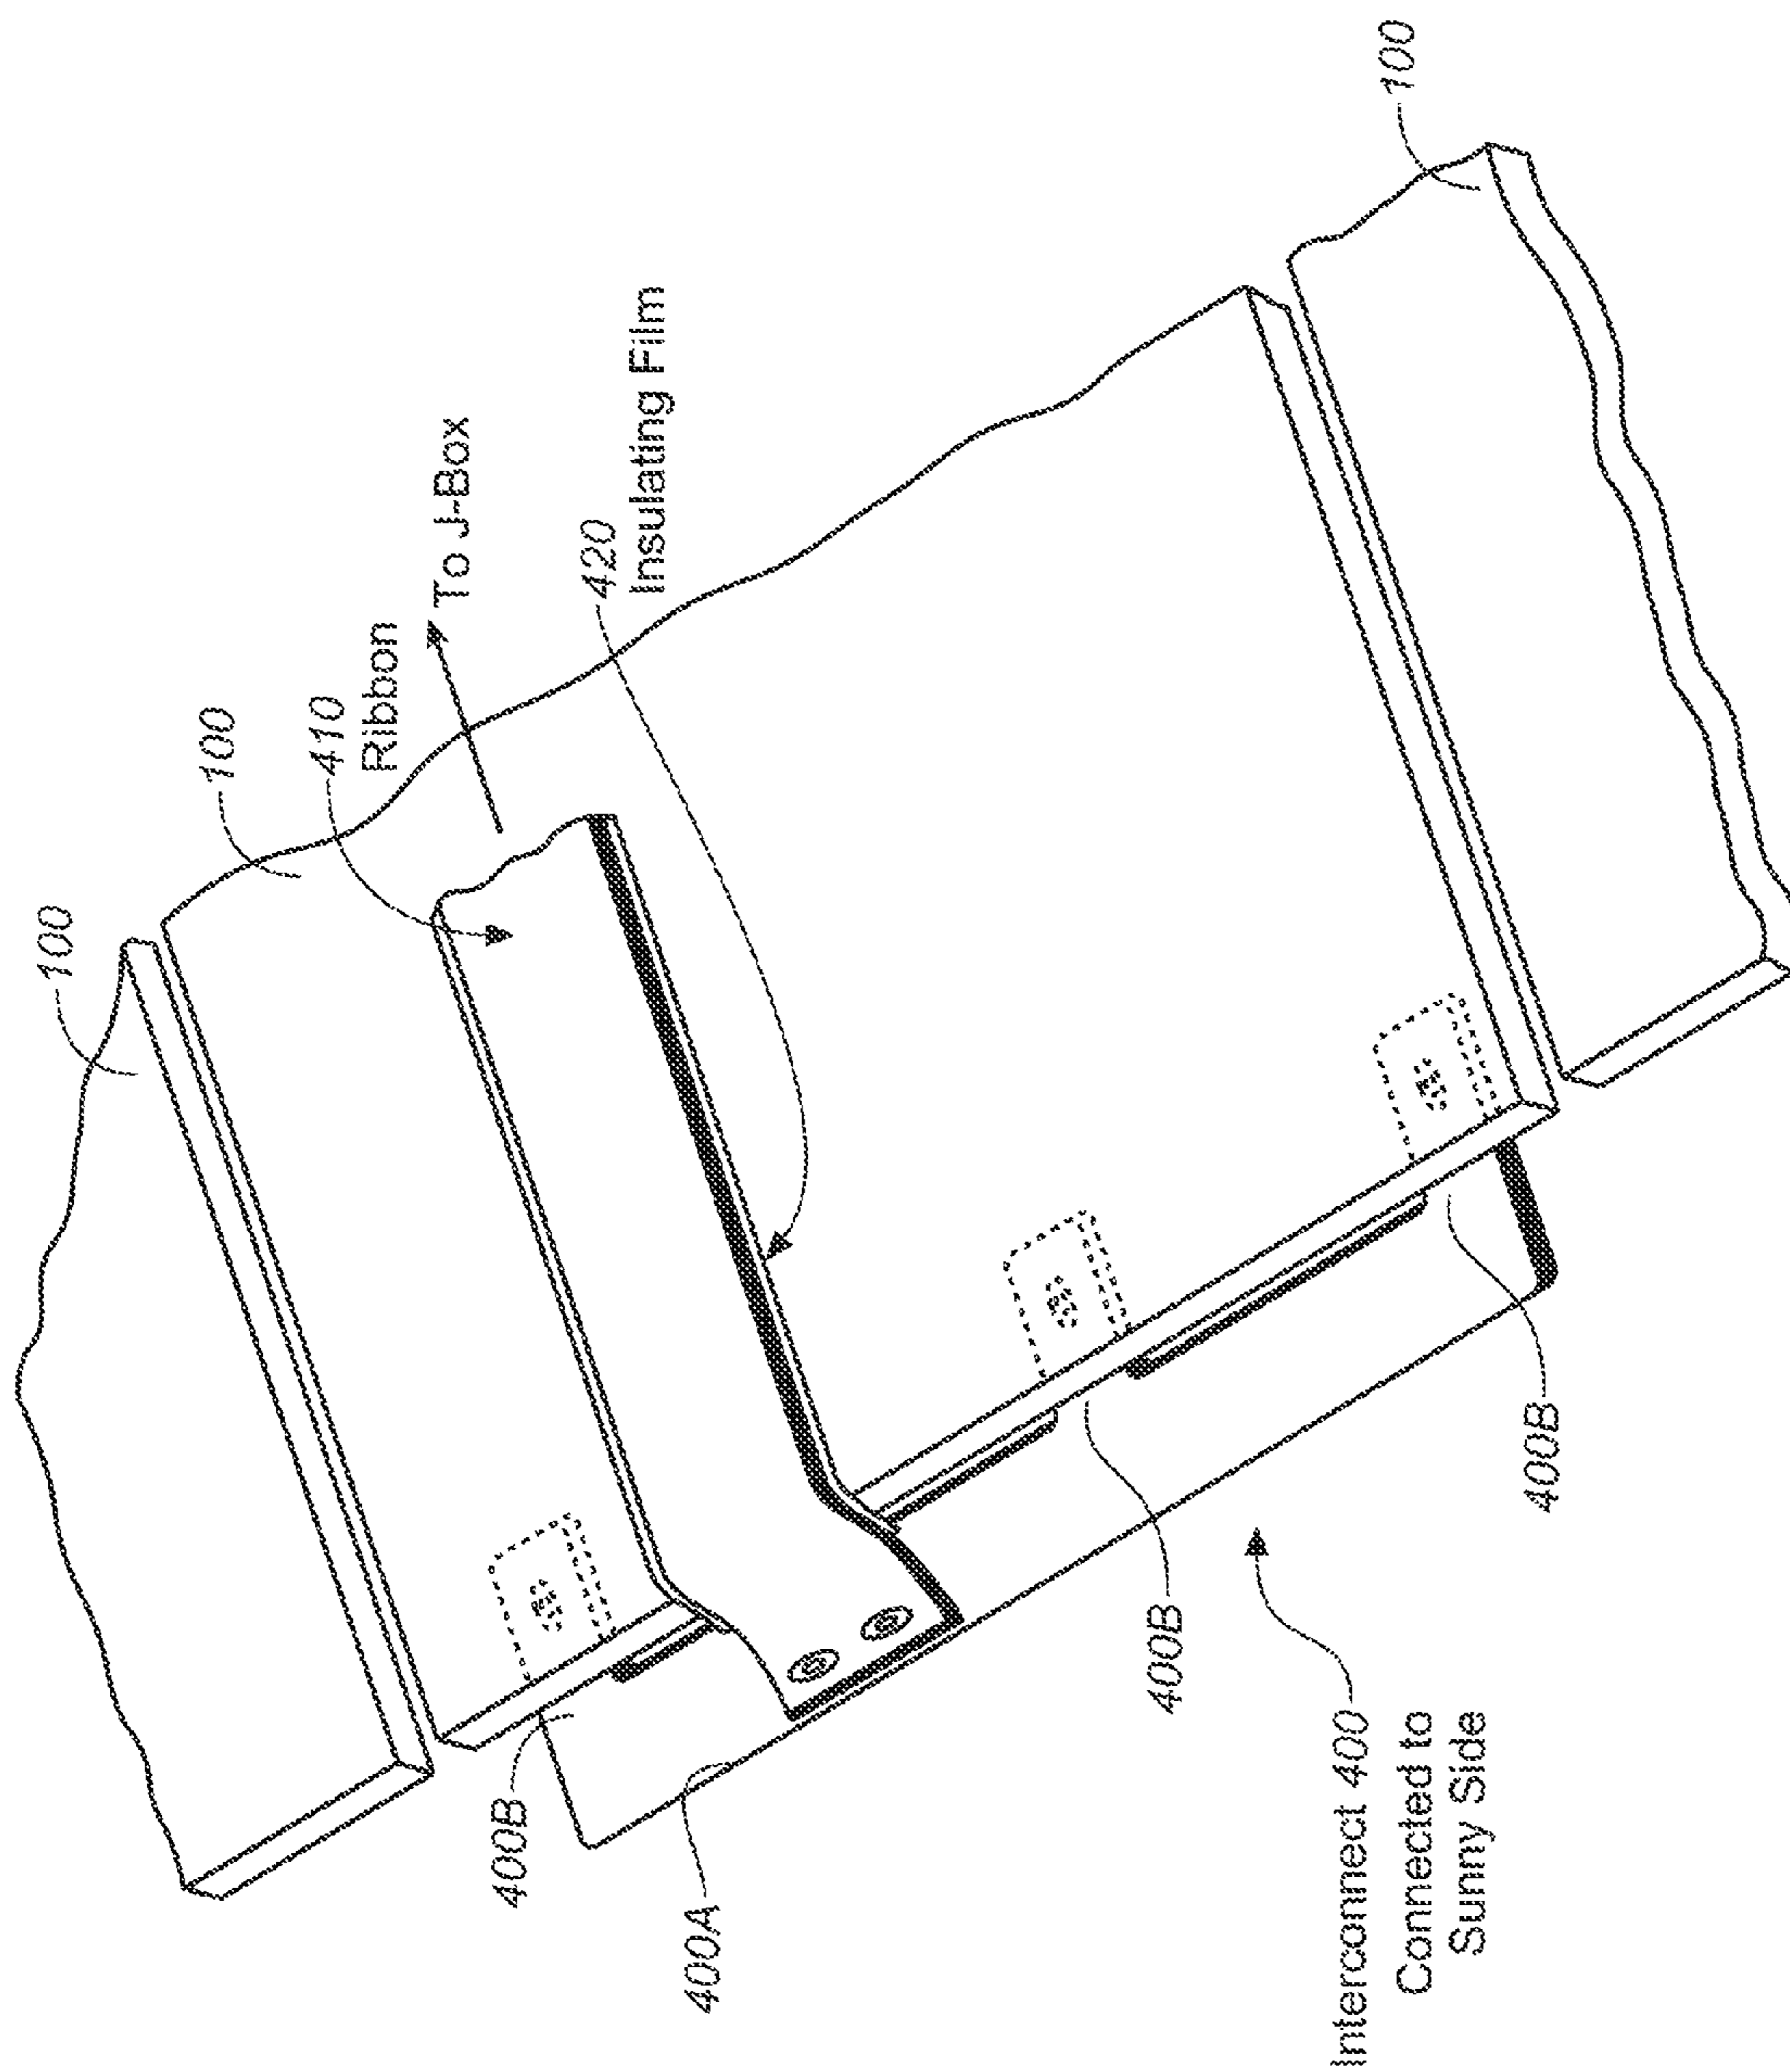 100
100
410
Ribbon
To J-Box
420
Insulating Film
100
400B
400A
400B
400B
Interconnect 400
Connected to
Sunny Side